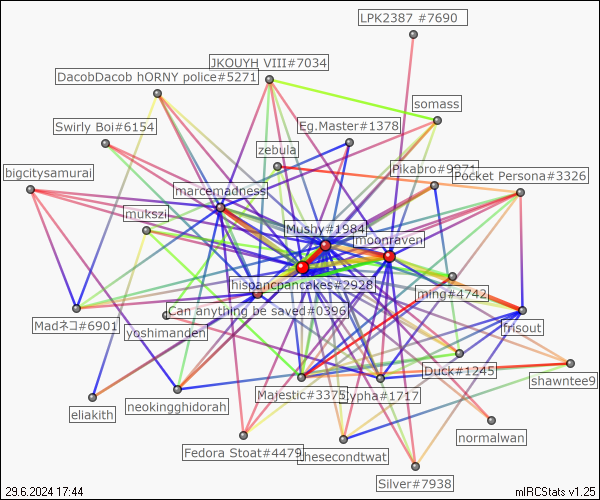 LPK2387 #7690
JKOUYH VIII#7034
DacobDacob hORNY police#5271
somass
Swirly Boi#6154
Eg.Master#1378
zebula
bigcitysamurai
Pikabro#9971
Pocket Persona#3326
marcemadness
mukszi
Mushy#1984
moonraven
hispancpancakes#2928
ming#4742
Can anything be saved#0396
Madネコ#6901
yoshimanden
frisout
Duck#1245
shawntee9
Majestic#3375
ypha#1717
eliakith
neokingghidorah
normalwan
Fedora Stoat#4479
thesecondtwat
Silver#7938
29.6.2024 17:44
mIRCStats v1.25